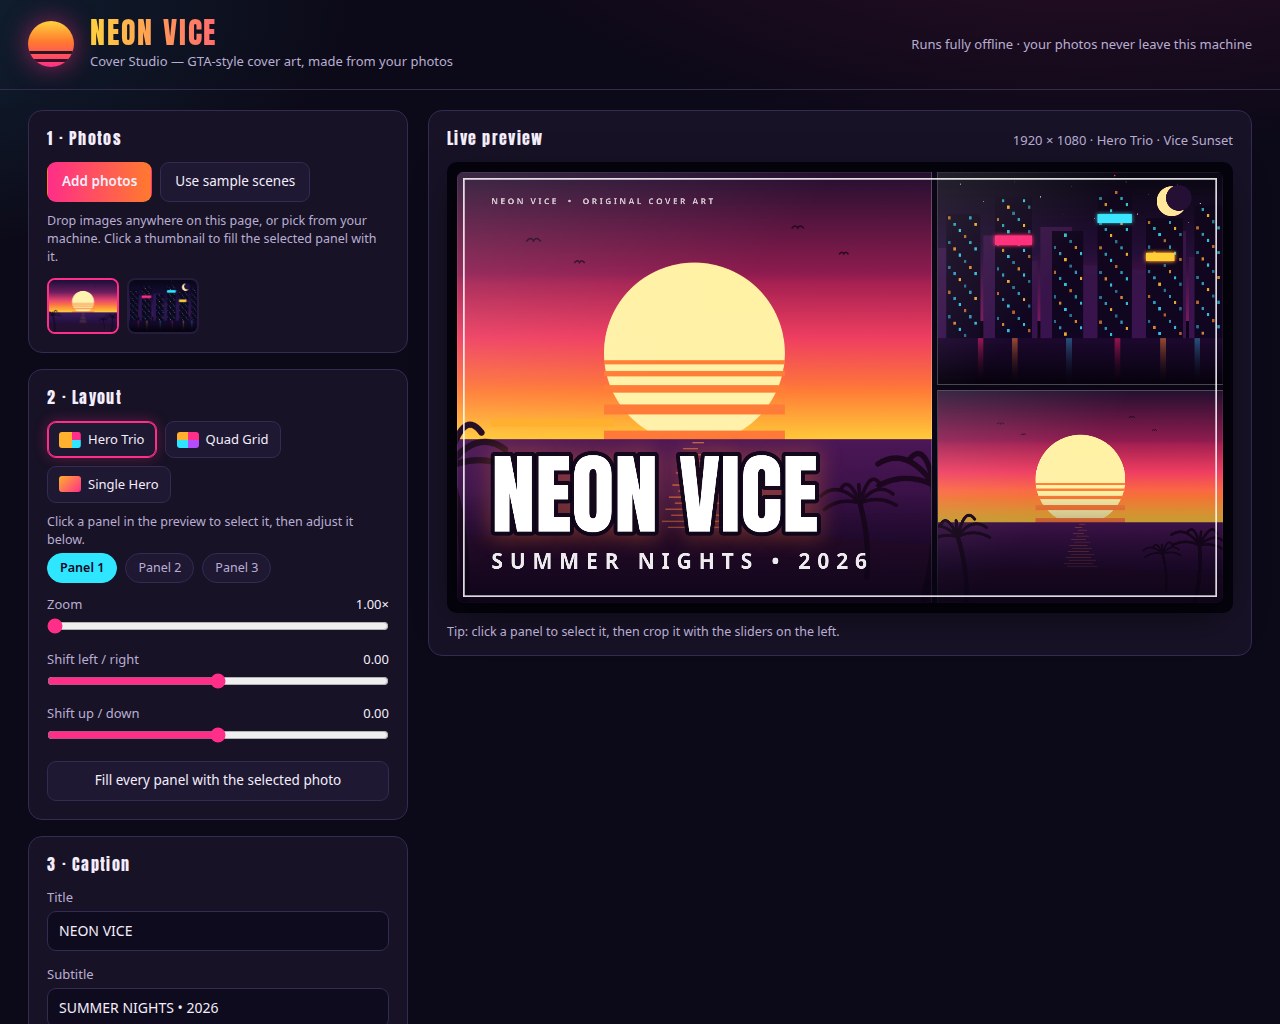 NEON VICE
Cover Studio — GTA-style cover art, made from your photos
Runs fully offline · your photos never leave this machine
1 · Photos
Add photos
Use sample scenes
Drop images anywhere on this page, or pick from your
machine. Click a thumbnail to fill the selected panel with
it.
2 · Layout
Hero Trio
Quad Grid
Single Hero
Click a panel in the preview to select it, then adjust it
below.
Panel 1
Panel 2
Panel 3
Zoom
1.00×
Shift left / right
0.00
Shift up / down
0.00
Fill every panel with the selected photo
3 · Caption
Title
NEON VICE
Subtitle
SUMMER NIGHTS • 2026
Live preview
1920 × 1080 · Hero Trio · Vice Sunset
NEON VICE • ORIGINAL COVER ART
NEON VICE
SUMMER NIGHTS • 2026
Tip: click a panel to select it, then crop it with the sliders on the left.